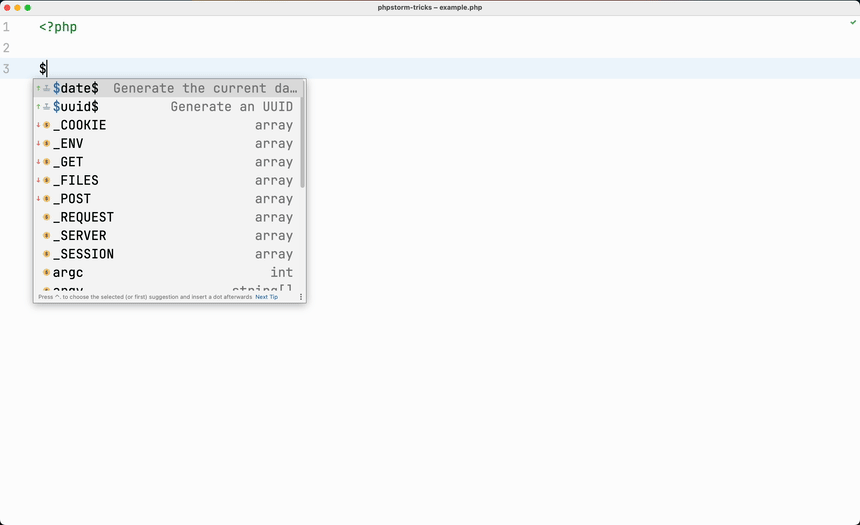 phpstorm-tricks – example.php
1 <?php
2
3 $
$date$ Generate the current da…
$uuid$ Generate an UUID
_COOKIE array
_ENV array
_GET array
_FILES array
_POST array
_REQUEST array
_SERVER array
_SESSION array
argc int
argv string[]
Press ^. to choose the selected (or first) suggestion and insert a dot afterwards Next Tip